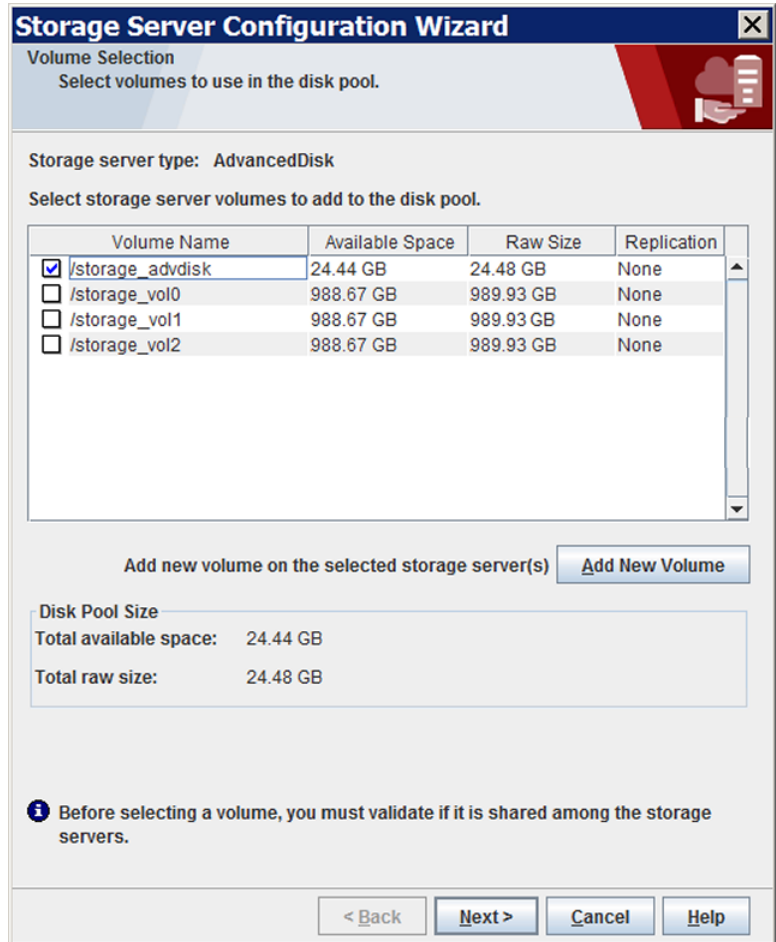 Storage Server Configuration Wizard
Volume Selection
Select volumes to use in the disk pool.
Storage server type: AdvancedDisk
Select storage server volumes to add to the disk pool.
Volume Name Available Space Raw Size Replication
/storage_advdisk 24.44 GB 24.48 GB None
/storage_vol0 988.67 GB 989.93 GB None
/storage_vol1 988.67 GB 989.93 GB None
/storage_vol2 988.67 GB 989.93 GB None
Add new volume on the selected storage server(s) Add New Volume
Disk Pool Size
Total available space: 24.44 GB
Total raw size: 24.48 GB
Before selecting a volume, you must validate if it is shared among the storage
servers.
< Back Next > Cancel Help